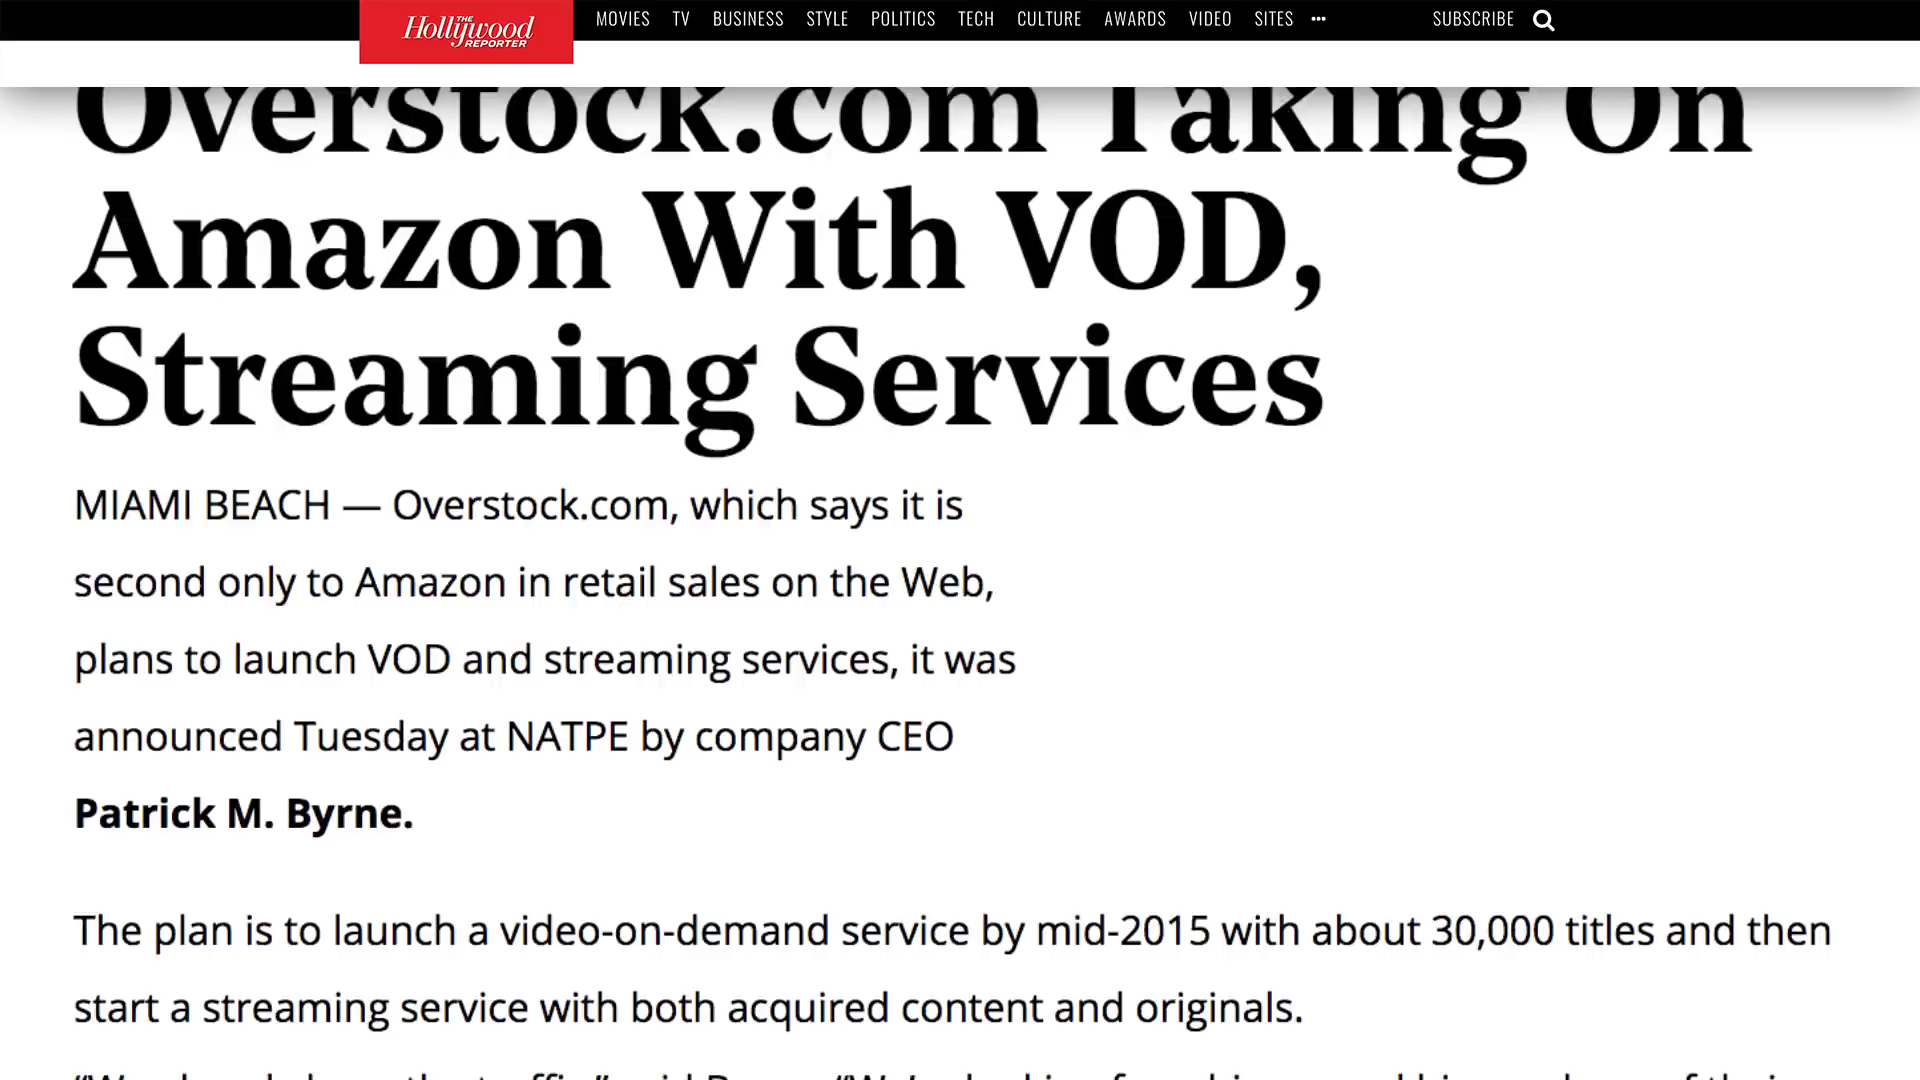 THE
Hollywood
REPORTER
MOVIES TV BUSINESS STYLE POLITICS TECH CULTURE AWARDS VIDEO SITES ••• SUBSCRIBE
Overstock.com Taking On
Amazon With VOD,
Streaming Services
MIAMI BEACH — Overstock.com, which says it is
second only to Amazon in retail sales on the Web,
plans to launch VOD and streaming services, it was
announced Tuesday at NATPE by company CEO
Patrick M. Byrne.
The plan is to launch a video-on-demand service by mid-2015 with about 30,000 titles and then
start a streaming service with both acquired content and originals.